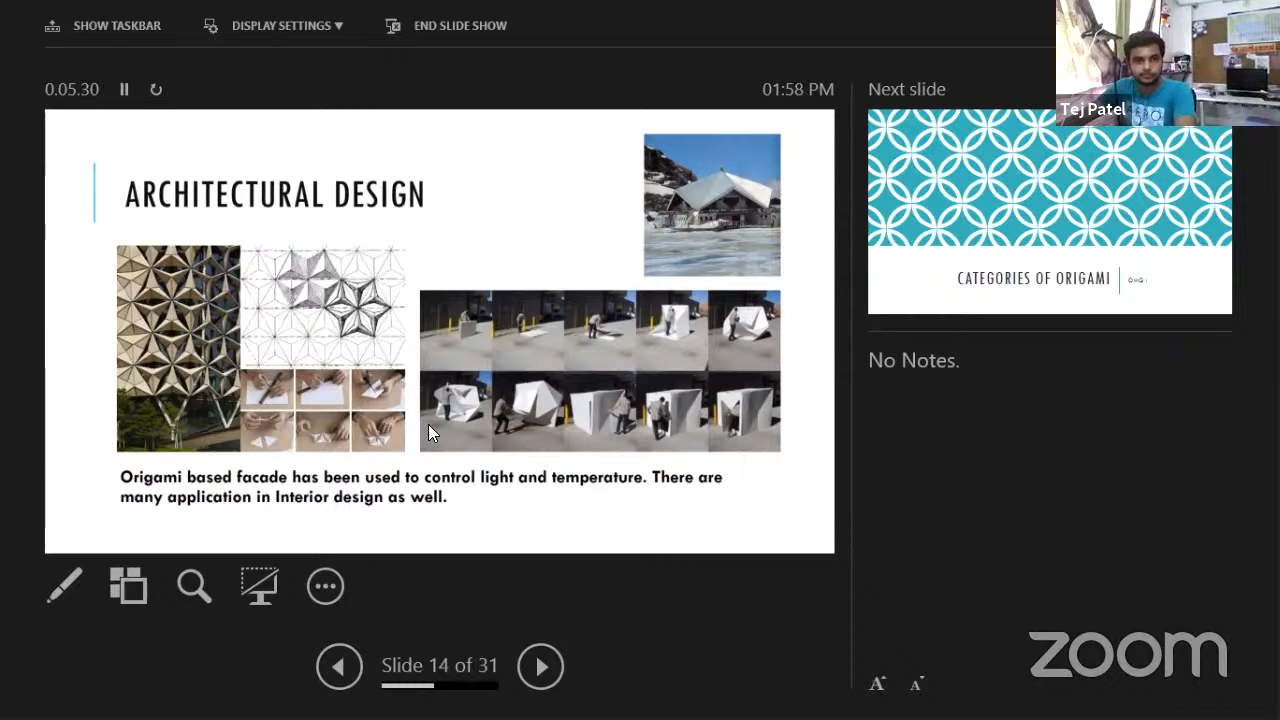 SHOW TASKBAR
DISPLAY SETTINGS ▼
END SLIDE SHOW
Tej Patel
0.05.30
01:58 PM
Next slide
ARCHITECTURAL DESIGN
CATEGORIES OF ORIGAMI
No Notes.
Origami based facade has been used to control light and temperature. There are
many application in Interior design as well.
Slide 14 of 31
A
A
zoom